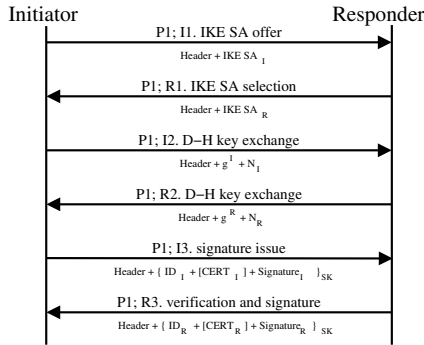 Initiator Responder
P1; I1. IKE SA offer
Header + IKE SA I
P1; R1. IKE SA selection
Header + IKE SA R
P1; I2. D−H key exchange
Header + g I + N I
P1; R2. D−H key exchange
Header + g R + N R
P1; I3. signature issue
Header + { ID I + [CERT I ] + Signature I } SK
P1; R3. verification and signature
Header + { ID R + [CERT R ] + Signature R } SK